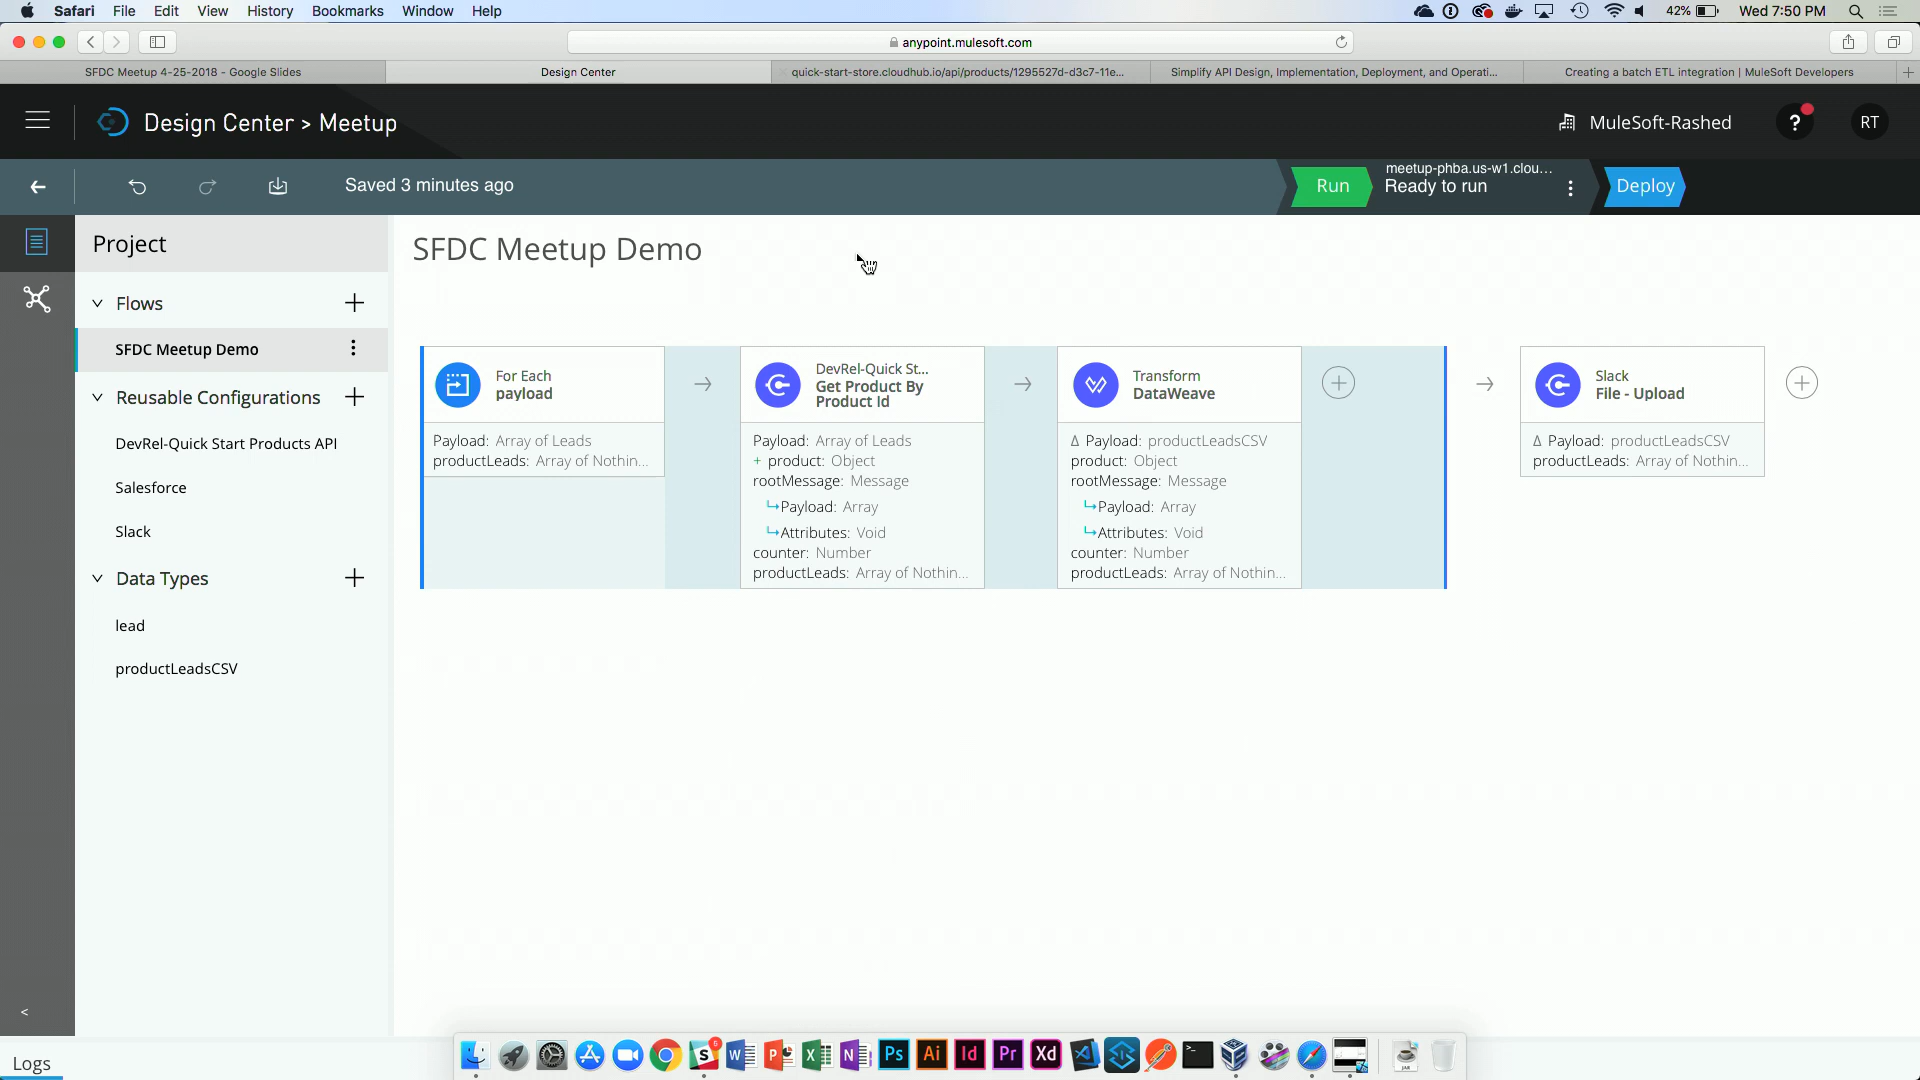 Safari File Edit View History Bookmarks Window Help
42% Wed 7:50 PM
anypoint.mulesoft.com
SFDC Meetup 4-25-2018 - Google Slides
Design Center
quick-start-store.cloudhub.io/api/products/1295527d-d3c7-11e...
Simplify API Design, Implementation, Deployment, and Operati...
Creating a batch ETL integration | MuleSoft Developers
Design Center > Meetup
MuleSoft-Rashed
?
RT
Saved 3 minutes ago
Run
meetup-phba.us-w1.clou...
Ready to run
Deploy
Project
Flows
SFDC Meetup Demo
Reusable Configurations
DevRel-Quick Start Products API
Salesforce
Slack
Data Types
lead
productLeadsCSV
SFDC Meetup Demo
For Each
payload
Payload: Array of Leads
productLeads: Array of Nothin...
DevRel-Quick St...
Get Product By
Product Id
Payload: Array of Leads
+ product: Object
rootMessage: Message
↳Payload: Array
↳Attributes: Void
counter: Number
productLeads: Array of Nothin...
Transform
DataWeave
Δ Payload: productLeadsCSV
product: Object
rootMessage: Message
↳Payload: Array
↳Attributes: Void
counter: Number
productLeads: Array of Nothin...
Slack
File - Upload
Δ Payload: productLeadsCSV
productLeads: Array of Nothin...
<
Logs
6
S
W
P
X
N
Ps
Ai
Id
Pr
Xd
JAR